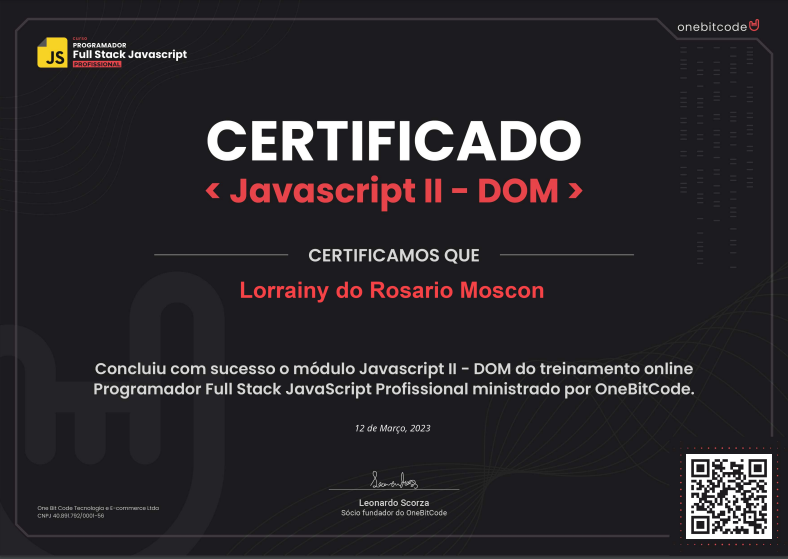 JS
CURSO
PROGRAMADOR
Full Stack Javascript
PROFISSIONAL
onebitcode
CERTIFICADO
< Javascript II - DOM >
CERTIFICAMOS QUE
Lorrainy do Rosario Moscon
Concluiu com sucesso o módulo Javascript II - DOM do treinamento online
Programador Full Stack JavaScript Profissional ministrado por OneBitCode.
12 de Março, 2023
Leonardo Scorza
Sócio fundador do OneBitCode
One Bit Code Tecnologia e E-commerce Ltda
CNPJ 40.891.792/0001-56